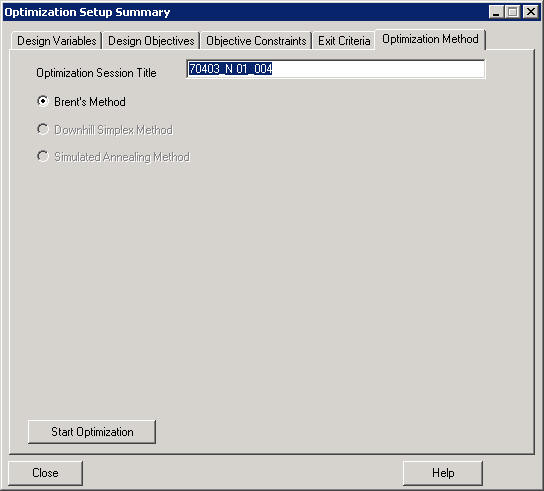 Optimization Setup Summary
Design Variables Design Objectives Objective Constraints Exit Criteria Optimization Method
Optimization Session Title 70403_N 01_004
Brent's Method
Downhill Simplex Method
Simulated Annealing Method
Start Optimization
Close Help